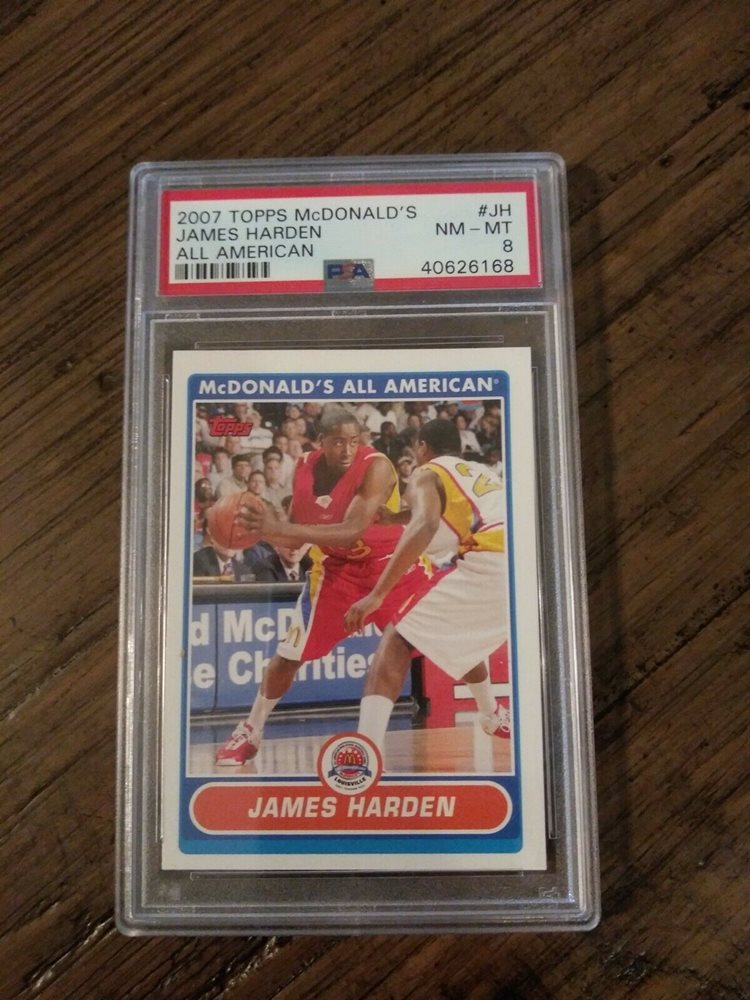 2007 TOPPS McDONALD'S #JH
JAMES HARDEN NM – MT
ALL AMERICAN 8
PSA 40626168
McDONALD'S ALL AMERICAN®
Topps
d McD
e Charities
LOUISVILLE
JAMES HARDEN